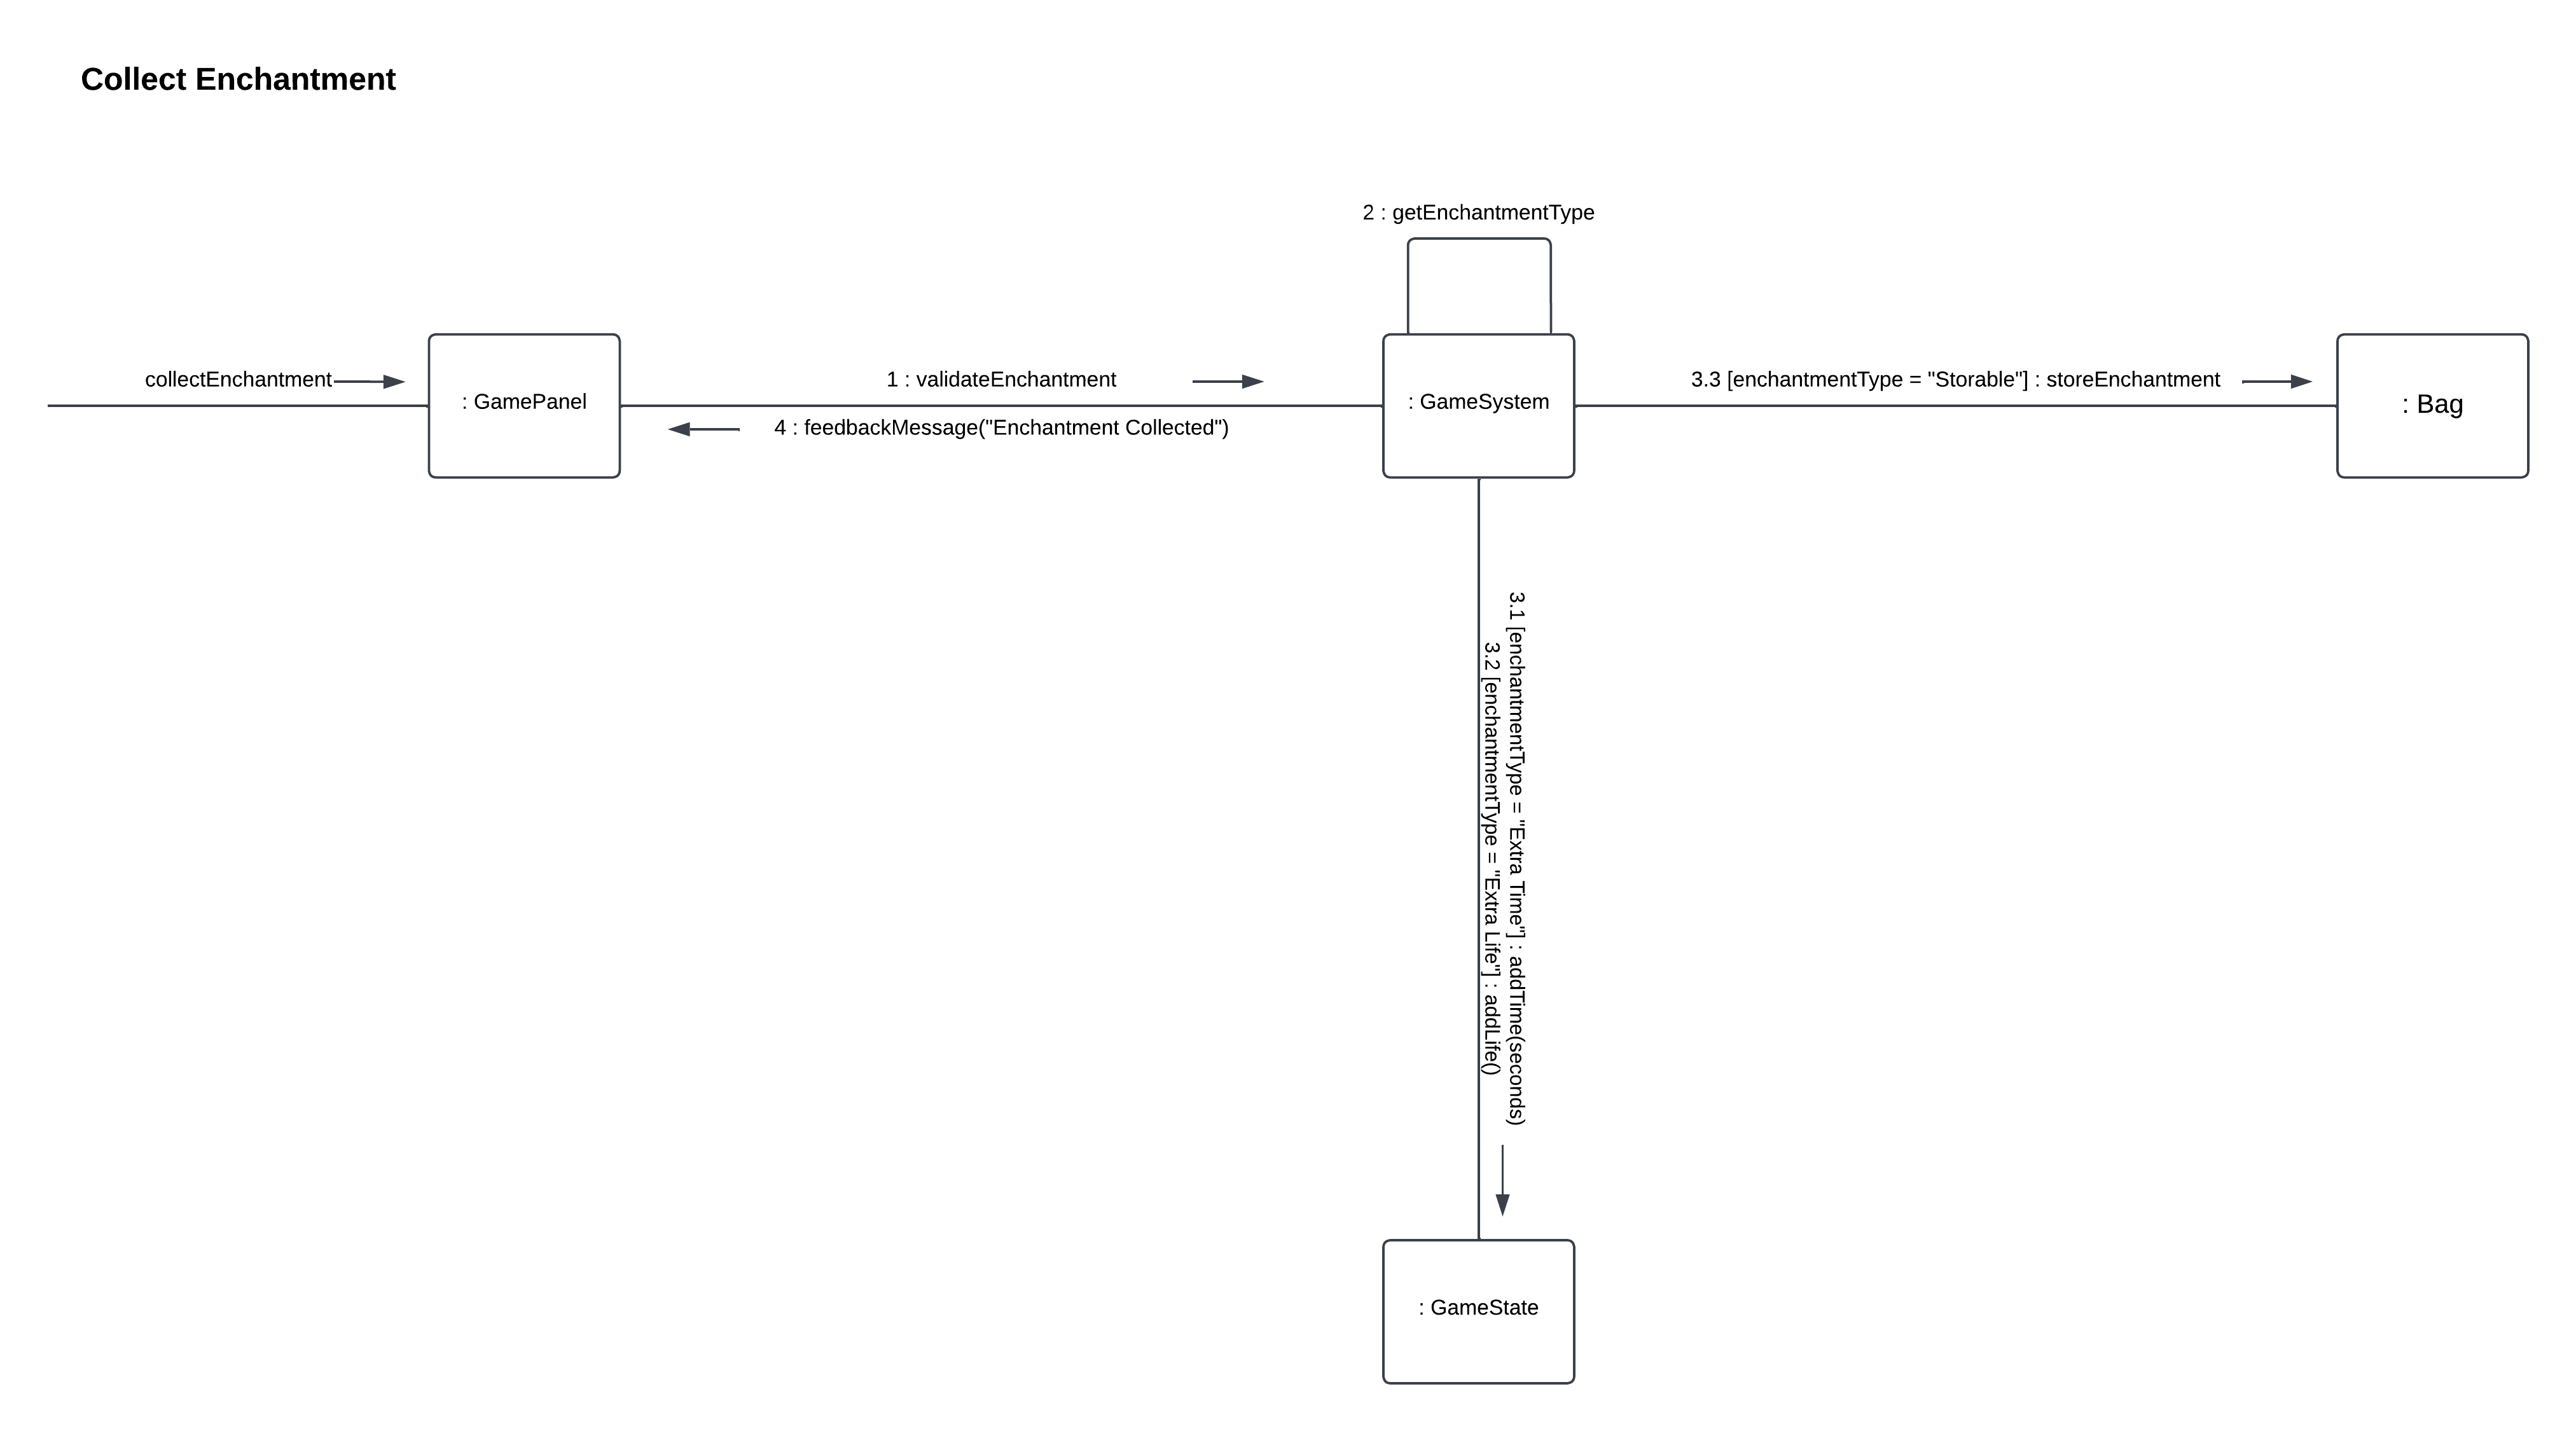 Collect Enchantment
2 : getEnchantmentType
collectEnchantment
: GamePanel
1 : validateEnchantment
4 : feedbackMessage("Enchantment Collected")
: GameSystem
3.3 [enchantmentType = "Storable"] : storeEnchantment
: Bag
3.1 [enchantmentType = "Extra Time"] : addTime(seconds)
3.2 [enchantmentType = "Extra Life"] : addLife()
: GameState